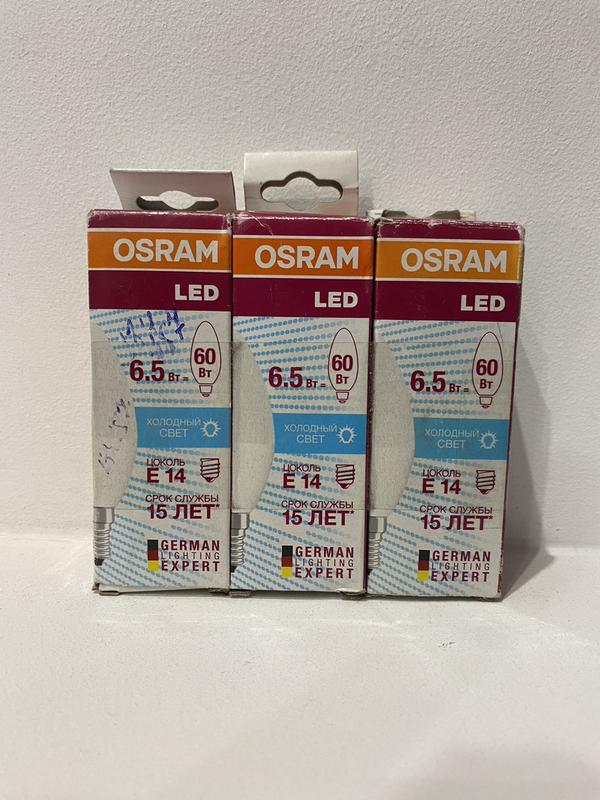 OSRAM
LED
6.5 Вт =
60
Вт
ХОЛОДНЫЙ
СВЕТ
ЦОКОЛЬ
E 14
СРОК СЛУЖБЫ
15 ЛЕТ*
GERMAN
LIGHTING
EXPERT
OSRAM
LED
6.5 Вт =
60
Вт
ХОЛОДНЫЙ
СВЕТ
ЦОКОЛЬ
E 14
СРОК СЛУЖБЫ
15 ЛЕТ*
GERMAN
LIGHTING
EXPERT
OSRAM
LED
6.5 Вт =
60
Вт
ХОЛОДНЫЙ
СВЕТ
ЦОКОЛЬ
E 14
СРОК СЛУЖБЫ
15 ЛЕТ*
GERMAN
LIGHTING
EXPERT